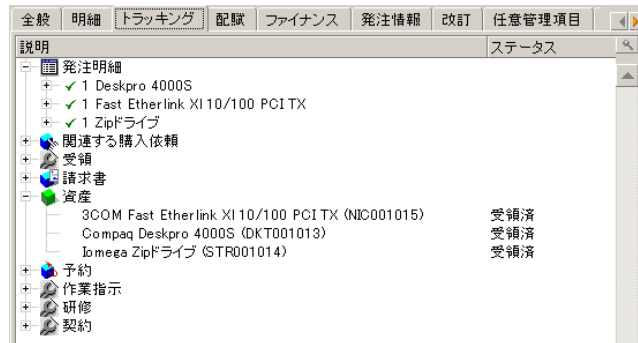 全般 明細 トラッキング 配賦 ファイナンス 発注情報 改訂 任意管理項目
説明 ステータス
発注明細
1 Deskpro 4000S
1 Fast Etherlink XI 10/100 PCI TX
1 Zipドライブ
関連する購入依頼
受領
請求書
資産
3COM Fast Etherlink XI 10/100 PCI TX (NIC001015) 受領済
Compaq Deskpro 4000S (DKT001013) 受領済
Iomega Zipドライブ (STR001014) 受領済
予約
作業指示
研修
契約